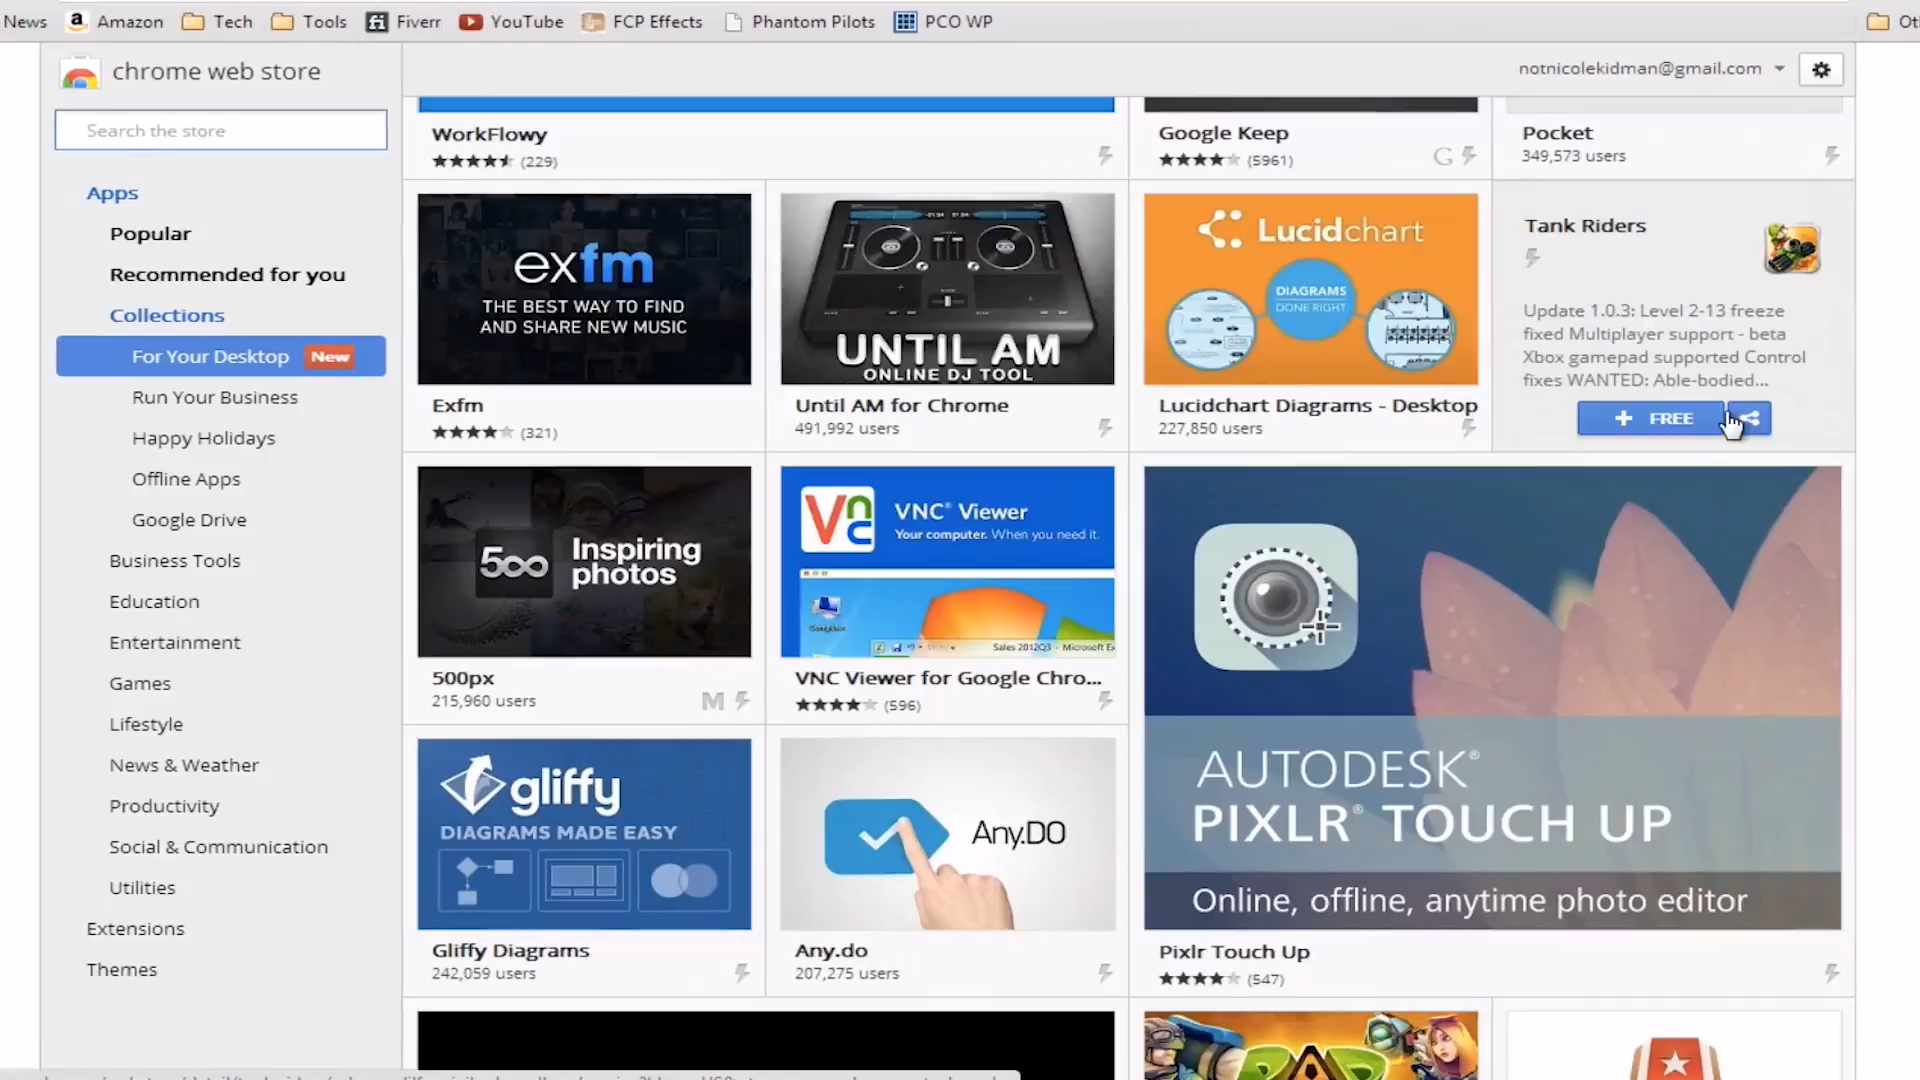 News
Amazon
Tech
Tools
Fiverr
YouTube
FCP Effects
Phantom Pilots
PCO WP
chrome web store
notnicolekidman@gmail.com
Search the store
Apps
Popular
Recommended for you
Collections
For Your Desktop New
Run Your Business
Happy Holidays
Offline Apps
Google Drive
Business Tools
Education
Entertainment
Games
Lifestyle
News & Weather
Productivity
Social & Communication
Utilities
Extensions
Themes
WorkFlowy
(229)
Google Keep
(5961)
G
Pocket
349,573 users
exfm
THE BEST WAY TO FIND
AND SHARE NEW MUSIC
Exfm
(321)
UNTIL AM
ONLINE DJ TOOL
Until AM for Chrome
491,992 users
Lucidchart
DIAGRAMS
DONE RIGHT
Lucidchart Diagrams - Desktop
227,850 users
Tank Riders
Update 1.0.3: Level 2-13 freeze
fixed Multiplayer support - beta
Xbox gamepad supported Control
fixes WANTED: Able-bodied...
+ FREE
500
Inspiring
photos
500px
215,960 users
M
Vnc
VNC® Viewer
Your computer. When you need it.
Computer
Sales 2012Q3 - Microsoft Ex
VNC Viewer for Google Chro...
(596)
AUTODESK®
PIXLR® TOUCH UP
Online, offline, anytime photo editor
Pixlr Touch Up
(547)
gliffy
DIAGRAMS MADE EASY
Gliffy Diagrams
242,059 users
Any.DO
Any.do
207,275 users